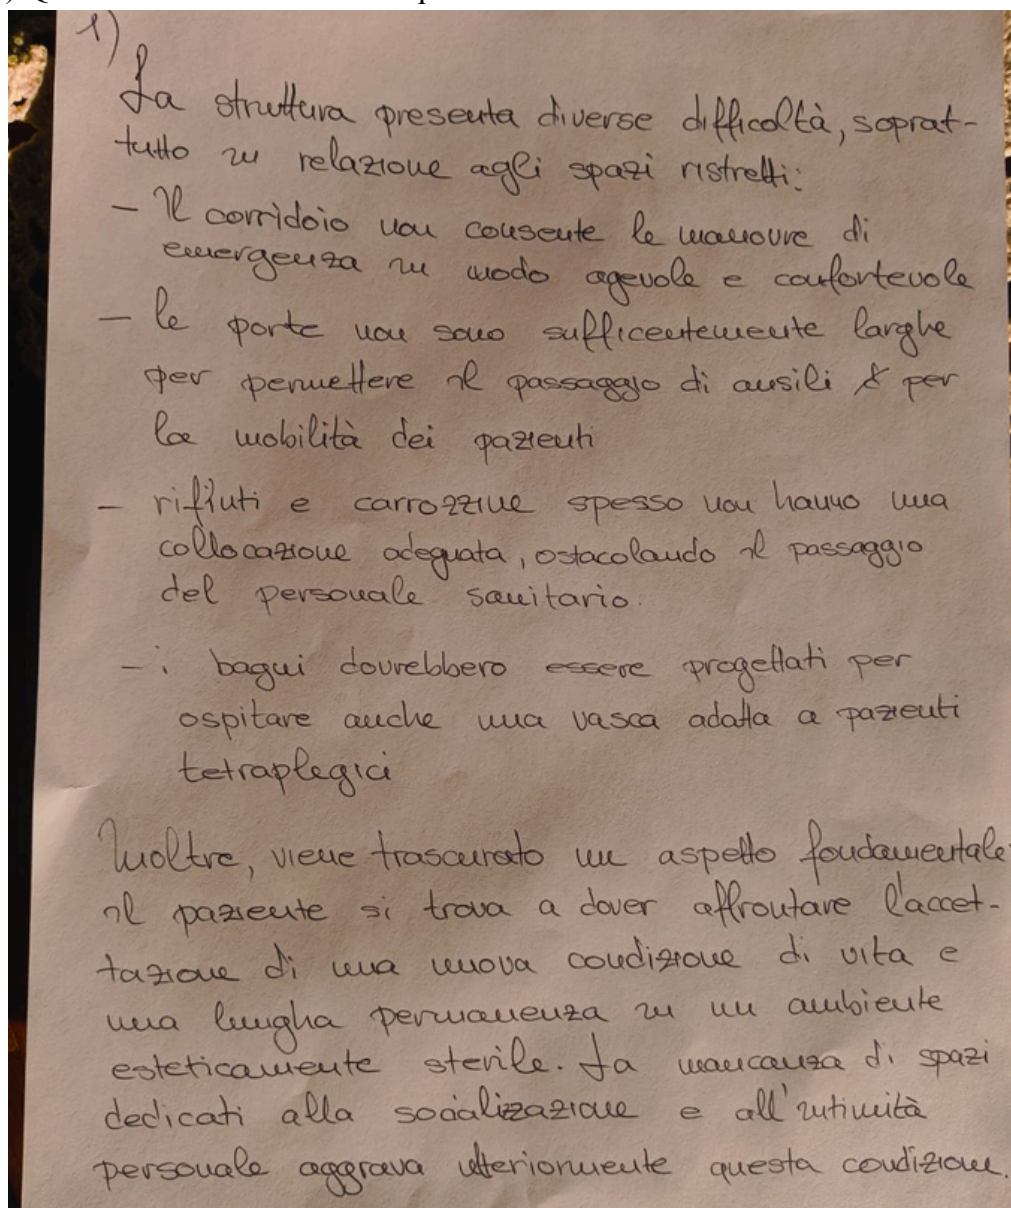 1)
La struttura presenta diverse difficoltà, soprat-
tutto in relazione agli spazi ristretti:
- Il corridoio non consente le manovre di
emergenza in modo agevole e confortevole
- le porte non sono sufficentemente larghe
per permettere il passaggio di ausili per
la mobilità dei pazienti
- rifiuti e carrozzine spesso non hanno una
collocazione adeguata, ostacolando il passaggio
del personale sanitario.
- i bagni dovrebbero essere progettati per
ospitare anche una vasca adatta a pazienti
tetraplegici
Inoltre, viene trascurato un aspetto fondamentale:
il paziente si trova a dover affrontare l'accet-
tazione di una nuova condizione di vita e
una lungha permanenza in un ambiente
esteticamente sterile. La mancanza di spazi
dedicati alla socializzazione e all'intimità
personale aggrava ulteriormente questa condizione.